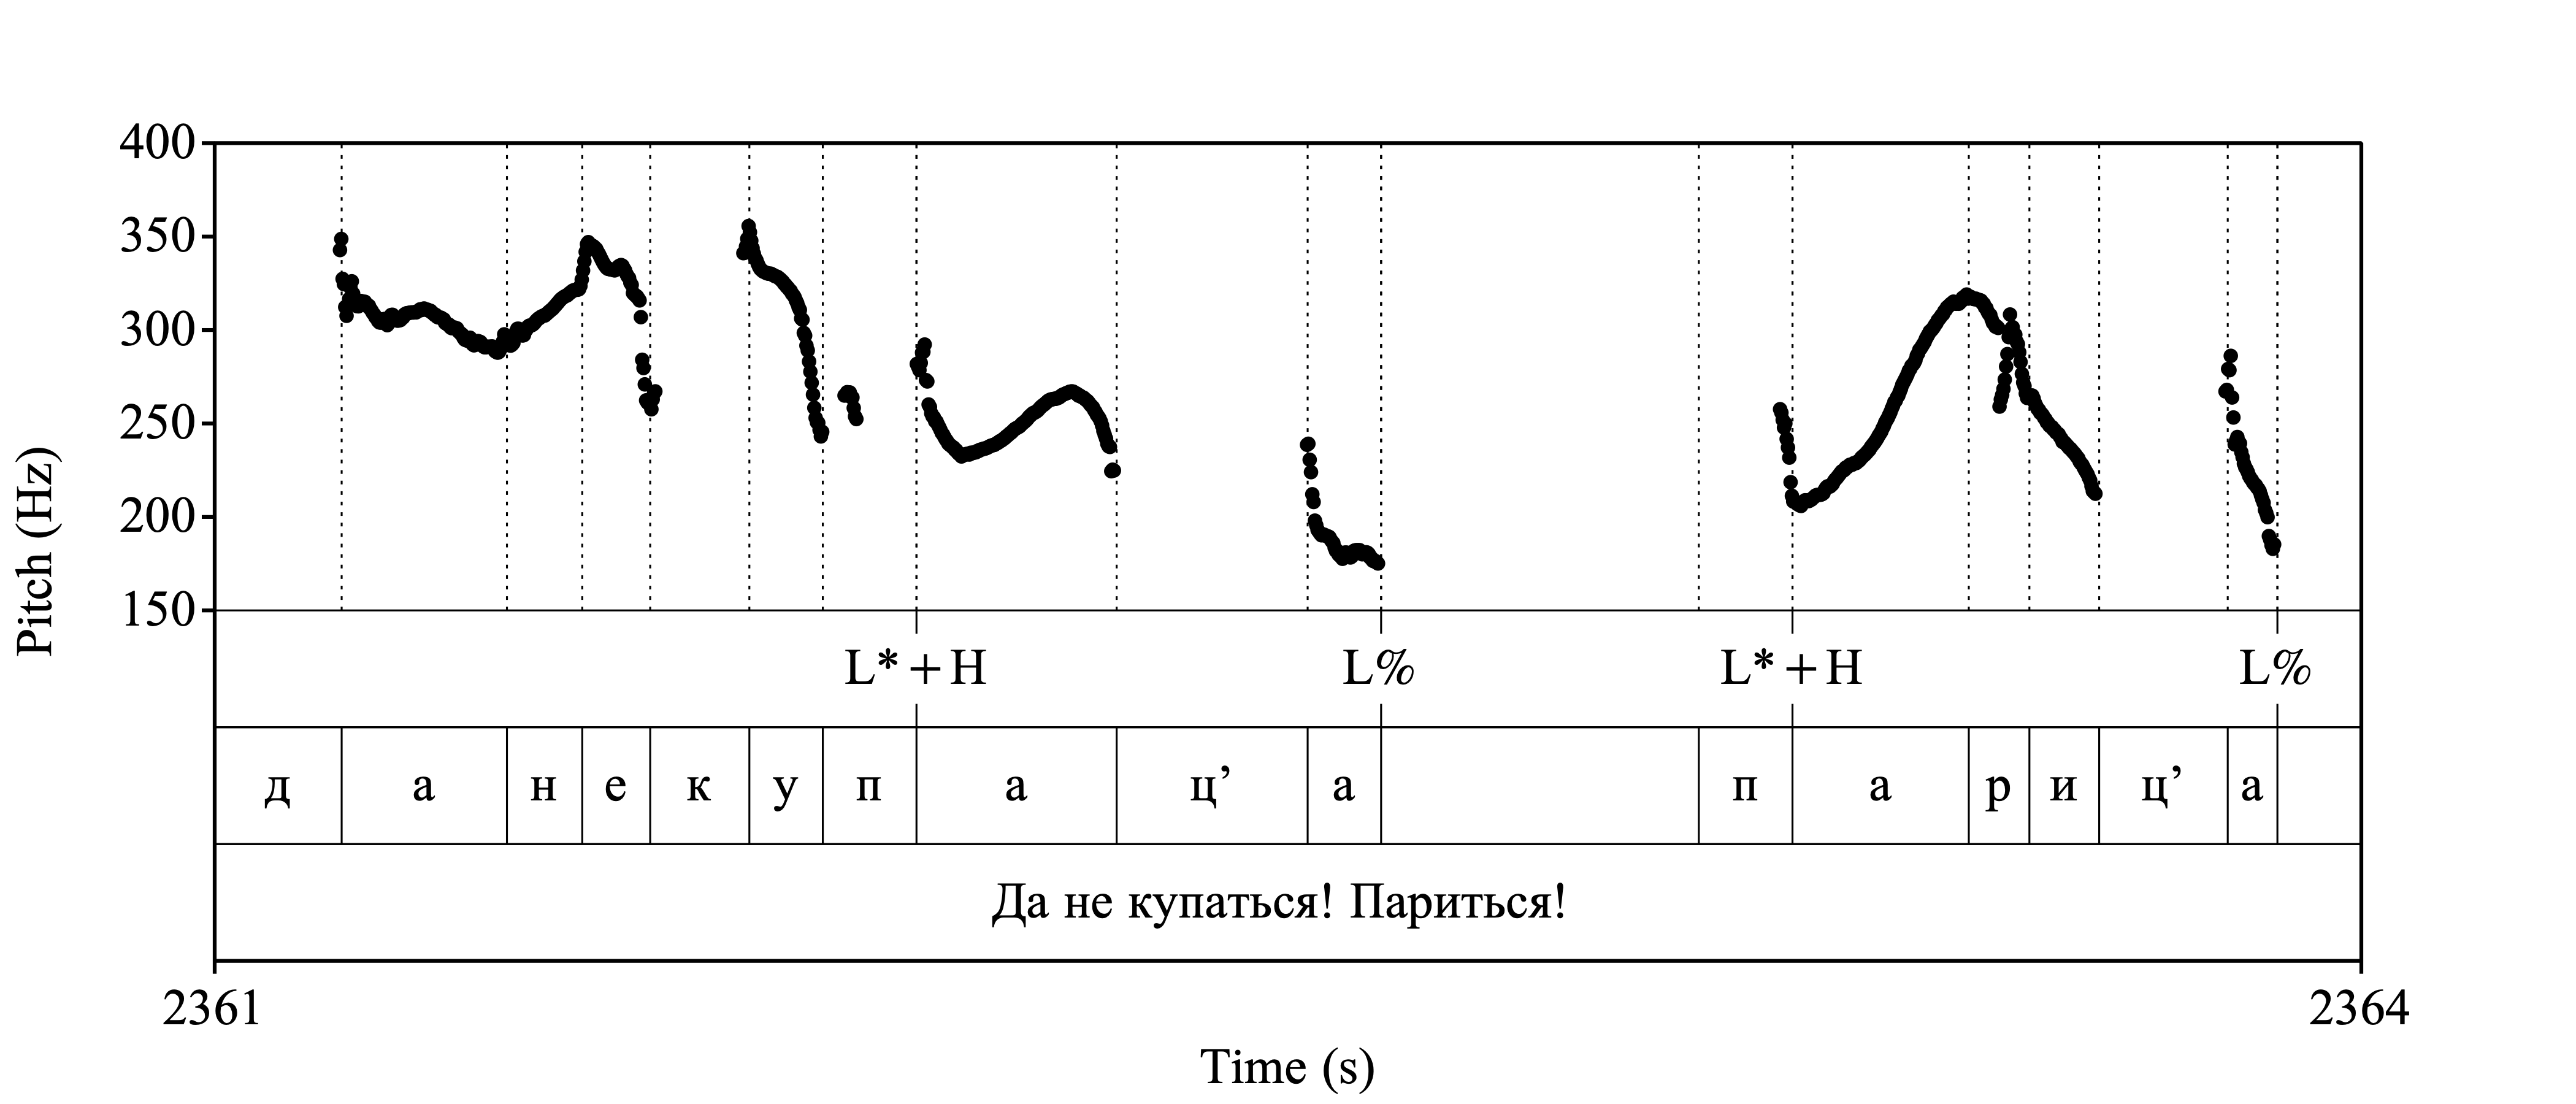 400
350
300
250
200
150
Pitch (Hz)
L*+H L% L*+H L%
д а н е к у п а ц’ а п а р и ц’ а
Да не купаться! Париться!
2361 2364
Time (s)